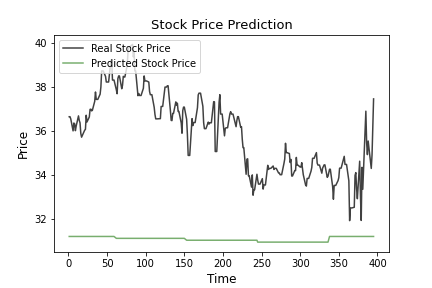 Stock Price Prediction
Real Stock Price
Predicted Stock Price
Price
40
38
36
34
32
0 50 100 150 200 250 300 350 400
Time